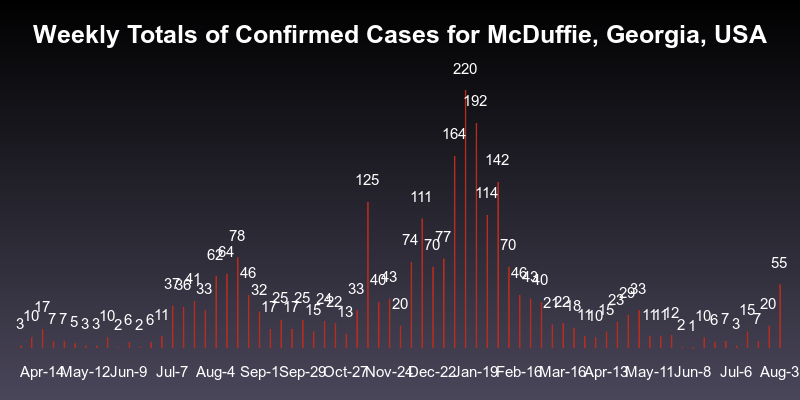 Weekly Totals of Confirmed Cases for McDuffie, Georgia, USA
3 10 17 7 7 5 3 3 10 2 6 2 6 11 37 36 41 33 62 64 78 46 32 17 25 17 25 15 24 22 13 33 125 40 43 20 74 111 70 77 164 220 192 114 142 70 46 43 40 21 22 18 11 10 15 23 29 33 11 11 12 2 1 10 6 7 3 15 7 20 55
Apr-14 May-12 Jun-9 Jul-7 Aug-4 Sep-1 Sep-29 Oct-27 Nov-24 Dec-22 Jan-19 Feb-16 Mar-16 Apr-13 May-11 Jun-8 Jul-6 Aug-3